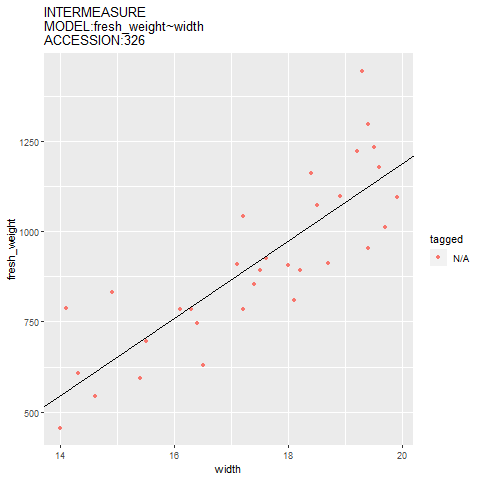 INTERMEASURE
MODEL:fresh_weight~width
ACCESSION:326
1250
1000
750
500
fresh_weight
14
16
18
20
width
tagged
N/A